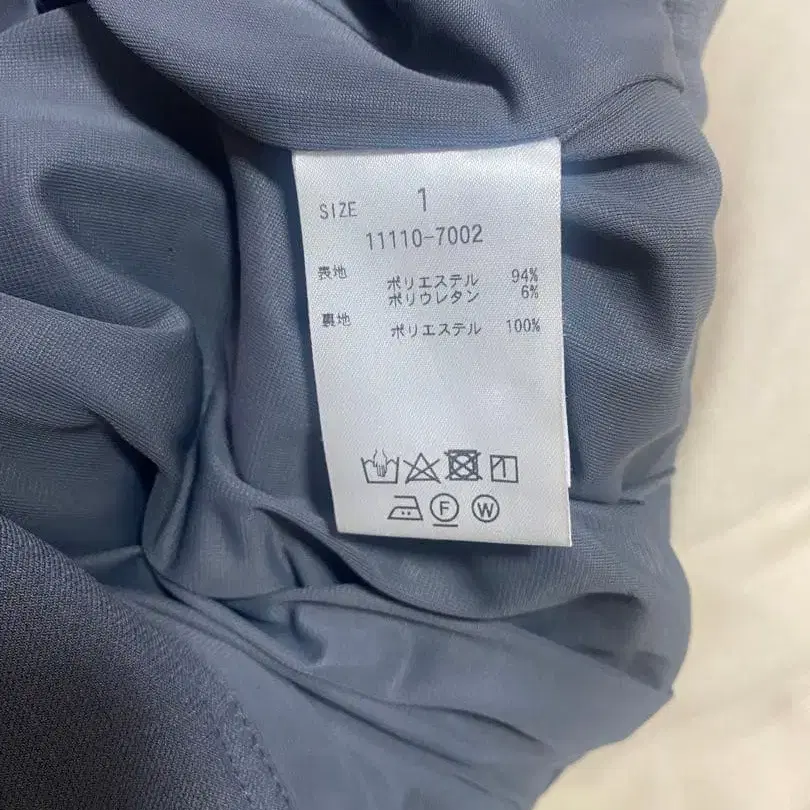 SIZE 1
11110-7002
表地 ポリエステル 94%
ポリウレタン 6%
裏地 ポリエステル 100%
F W